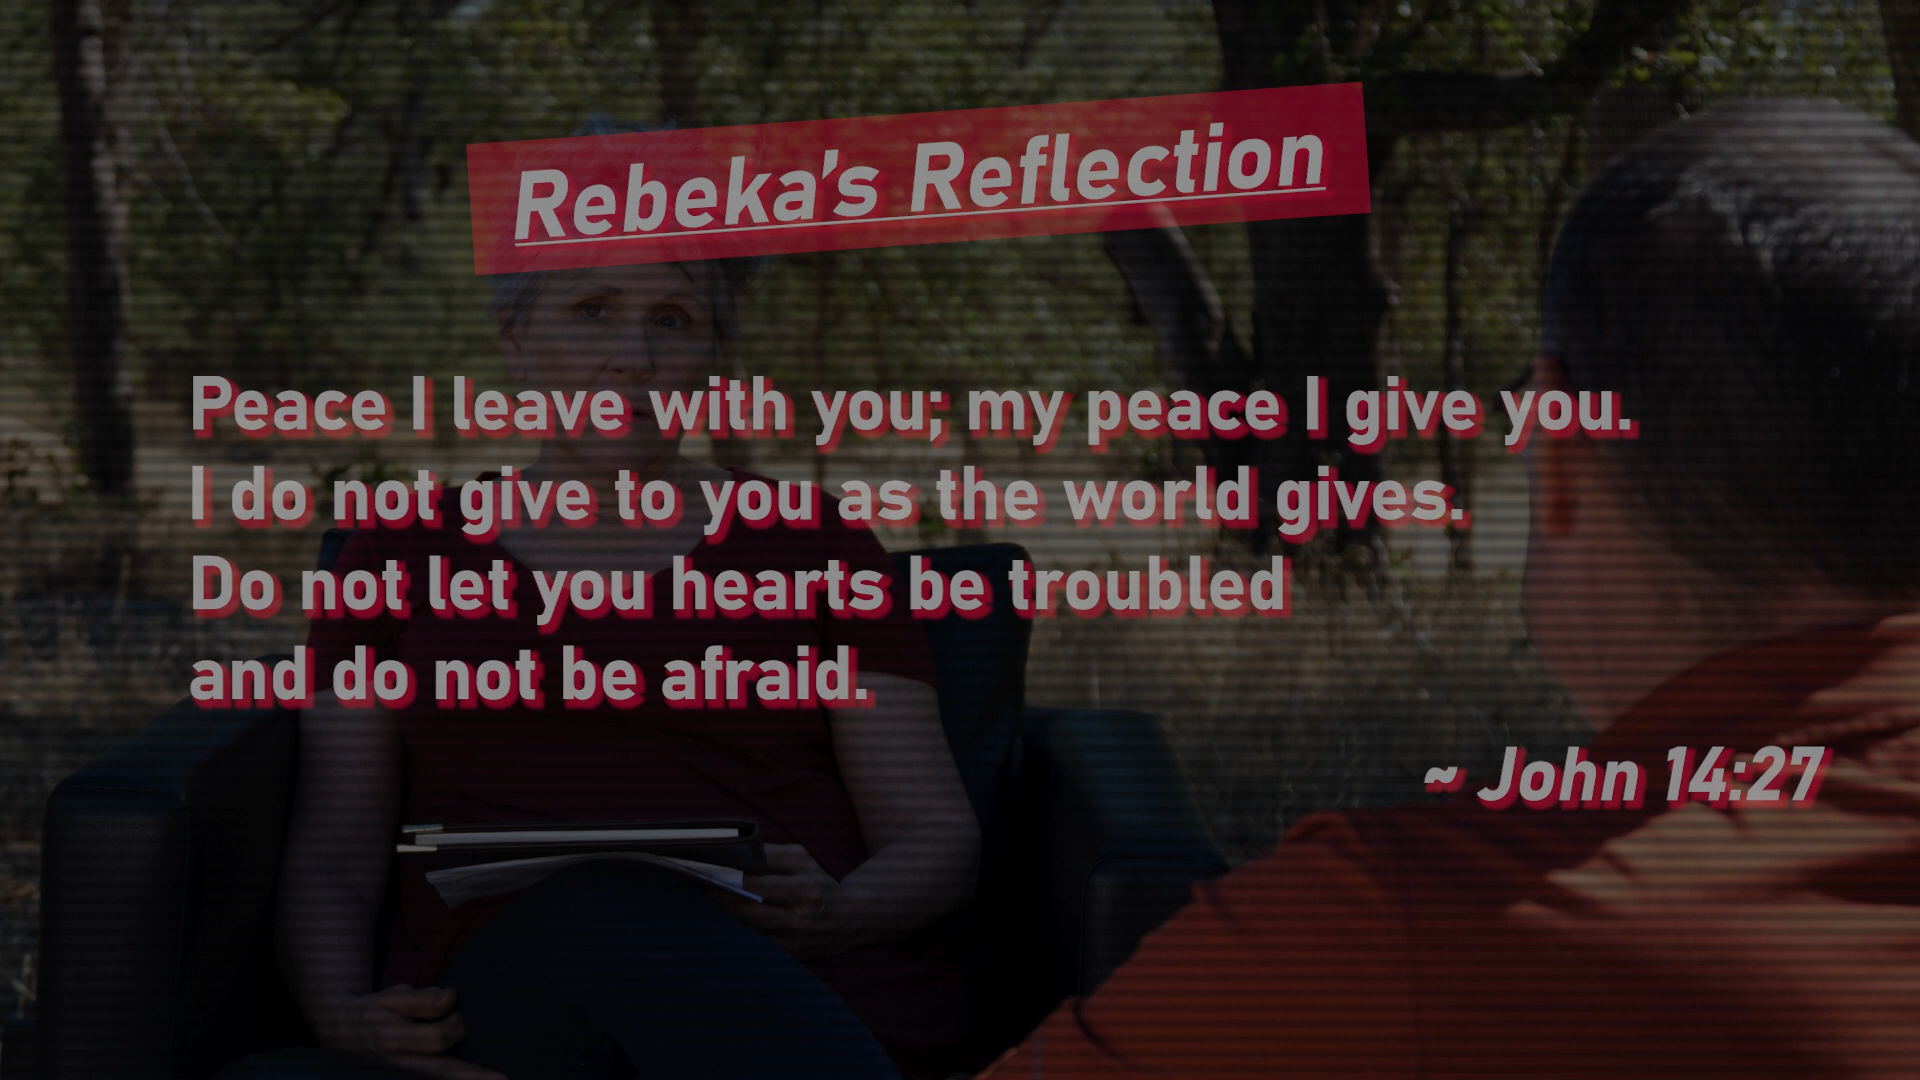 Rebeka's Reflection
Peace I leave with you; my peace I give you.
I do not give to you as the world gives.
Do not let you hearts be troubled
and do not be afraid.
~ John 14:27